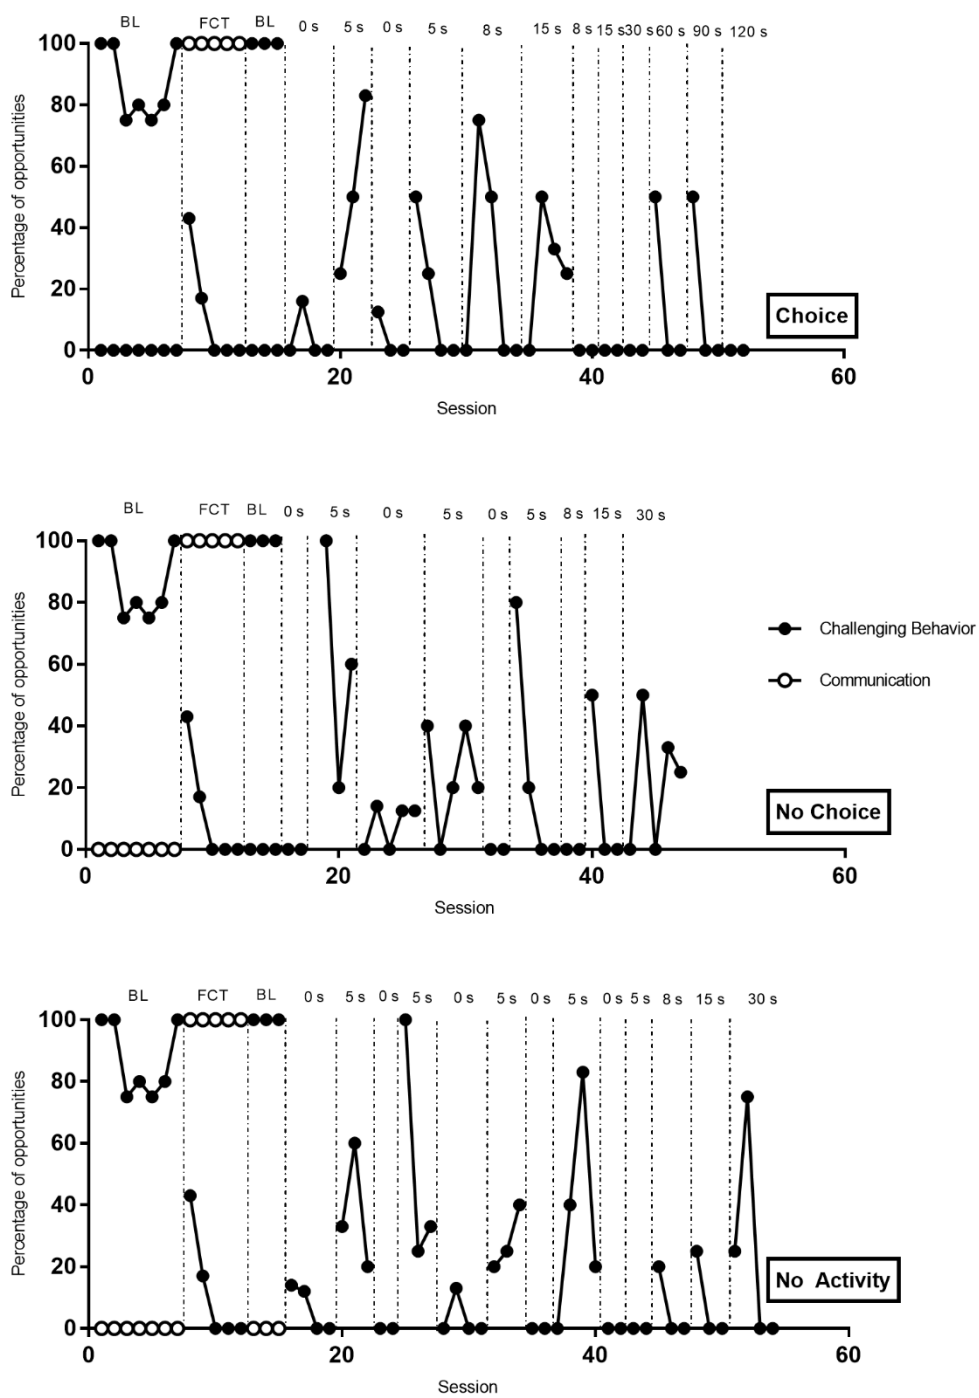 BL FCT BL 0 s 5 s 0 s 5 s 8 s 15 s 8 s 15 s 30 s 60 s 90 s 120 s
Percentage of opportunities
100
80
60
40
20
0
0 20 40 60
Session
Choice
BL FCT BL 0 s 5 s 0 s 5 s 0 s 5 s 8 s 15 s 30 s
Percentage of opportunities
100
80
60
40
20
0
0 20 40 60
Session
Challenging Behavior
Communication
No Choice
BL FCT BL 0 s 5 s 0 s 5 s 0 s 5 s 0 s 5 s 0 s 5 s 8 s 15 s 30 s
Percentage of opportunities
100
80
60
40
20
0
0 20 40 60
Session
No Activity